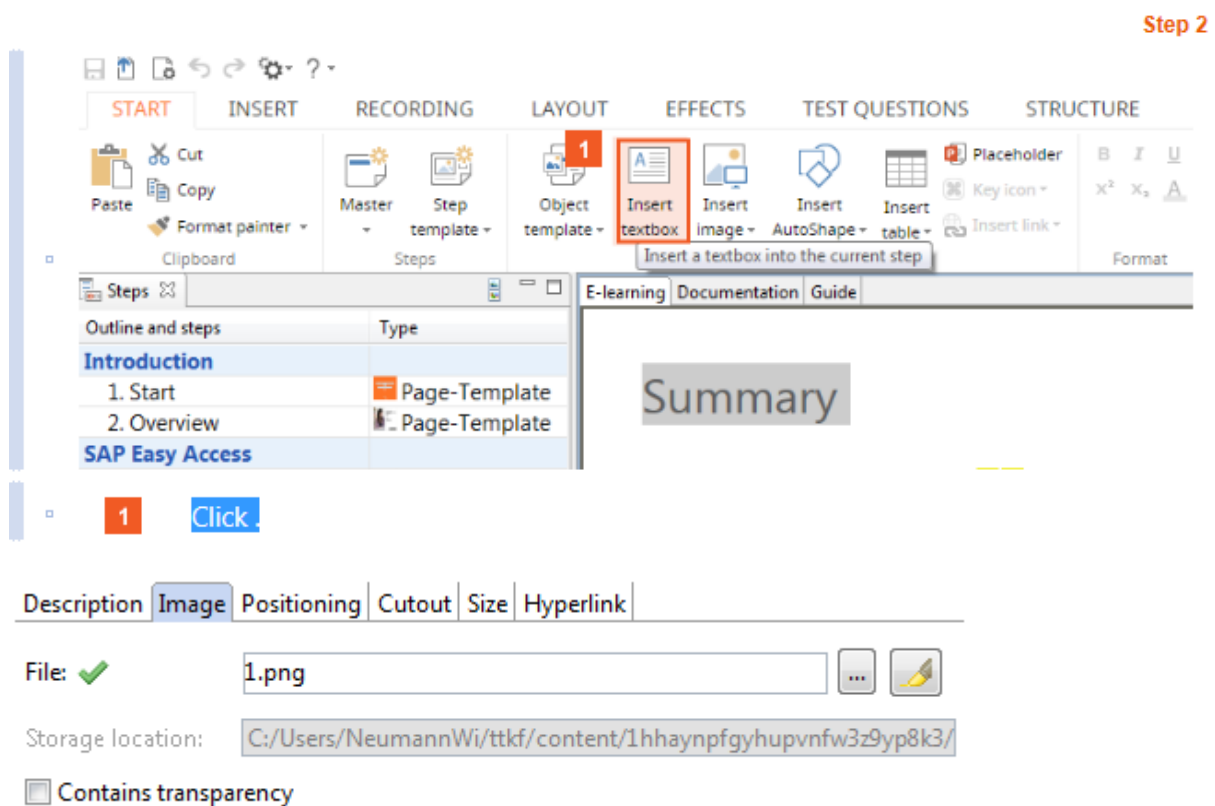 Step 2
?
START INSERT RECORDING LAYOUT EFFECTS TEST QUESTIONS STRUCTURE
Paste
Cut
Copy
Format painter
Clipboard
Master
Step template
Steps
Object template
1
Insert textbox
Insert image
Insert AutoShape
Insert table
Placeholder
Key icon
Insert link
B I U
x² x₂ A
Format
Insert a textbox into the current step
Steps
E-learning Documentation Guide
Outline and steps Type
Introduction
1. Start Page-Template
2. Overview Page-Template
SAP Easy Access
Summary
1 Click .
Description Image Positioning Cutout Size Hyperlink
File: 1.png ...
Storage location: C:/Users/NeumannWi/ttkf/content/1hhaynpfgyhupvnfw3z9yp8k3/
Contains transparency